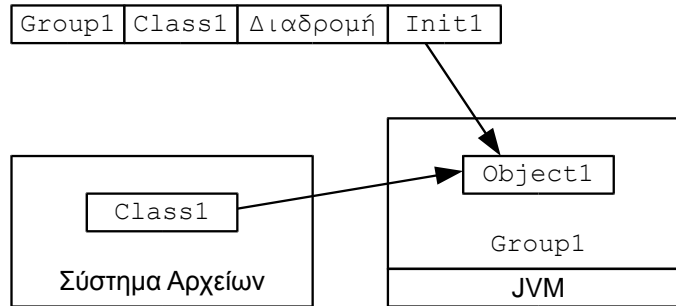 Group1 Class1 Διαδρομή Init1
Object1
Class1
Group1
Σύστημα Αρχείων
JVM